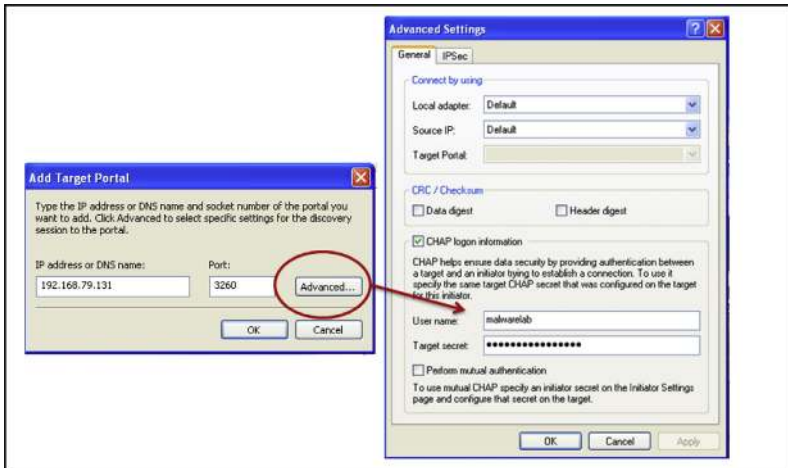 Add Target Portal
Type the IP address or DNS name and socket number of the portal you
want to add. Click Advanced to select specific settings for the discovery
session to the portal.
IP address or DNS name:
Port:
192.168.79.131
3260
Advanced...
OK
Cancel
Advanced Settings
General
IPSec
Connect by using
Local adapter:
Default
Source IP:
Default
Target Portal:
CRC / Checksum
Data digest
Header digest
CHAP logon information
CHAP helps ensure data security by providing authentication between
a target and an initiator trying to establish a connection. To use it
specify the same target CHAP secret that was configured on the target
for this initiator.
User name:
malwarelab
Target secret:
••••••••••••••••
Perform mutual authentication
To use mutual CHAP specify an initiator secret on the Initiator Settings
page and configure that secret on the target.
OK
Cancel
Apply